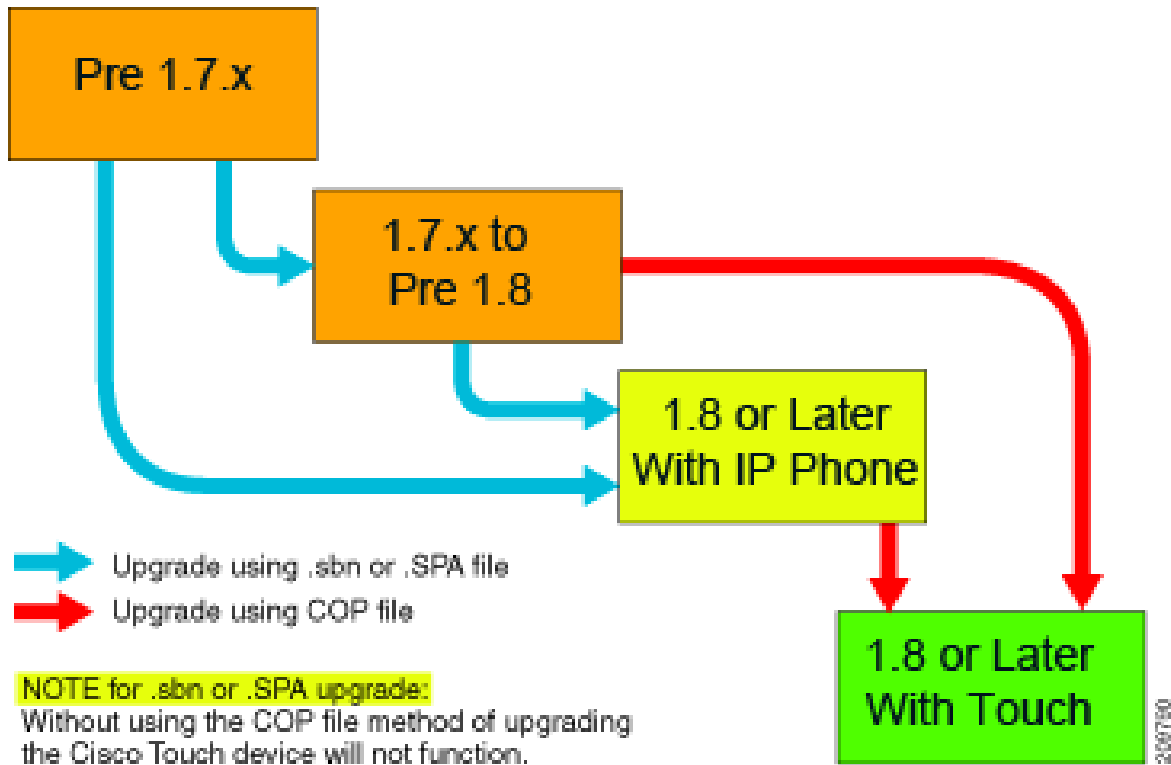 Pre 1.7.x
1.7.x to
Pre 1.8
1.8 or Later
With IP Phone
Upgrade using .sbn or .SPA file
Upgrade using COP file
1.8 or Later
With Touch
NOTE for .sbn or .SPA upgrade:
Without using the COP file method of upgrading
the Cisco Touch device will not function.